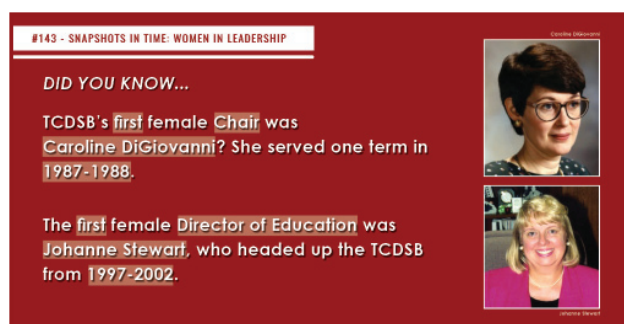 #143 - SNAPSHOTS IN TIME: WOMEN IN LEADERSHIP
Caroline DiGiovanni
DID YOU KNOW...
TCDSB's first female Chair was
Caroline DiGiovanni? She served one term in
1987-1988.
The first female Director of Education was
Johanne Stewart, who headed up the TCDSB
from 1997-2002.
Johanne Stewart